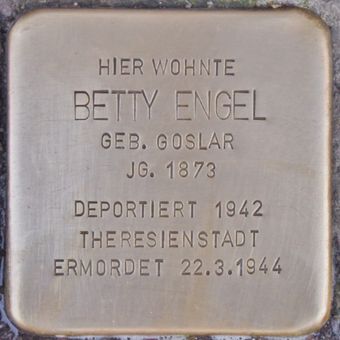 HIER WOHNTE
BETTY ENGEL
GEB. GOSLAR
JG. 1873
DEPORTIERT 1942
THERESIENSTADT
ERMORDET 22.3.1944